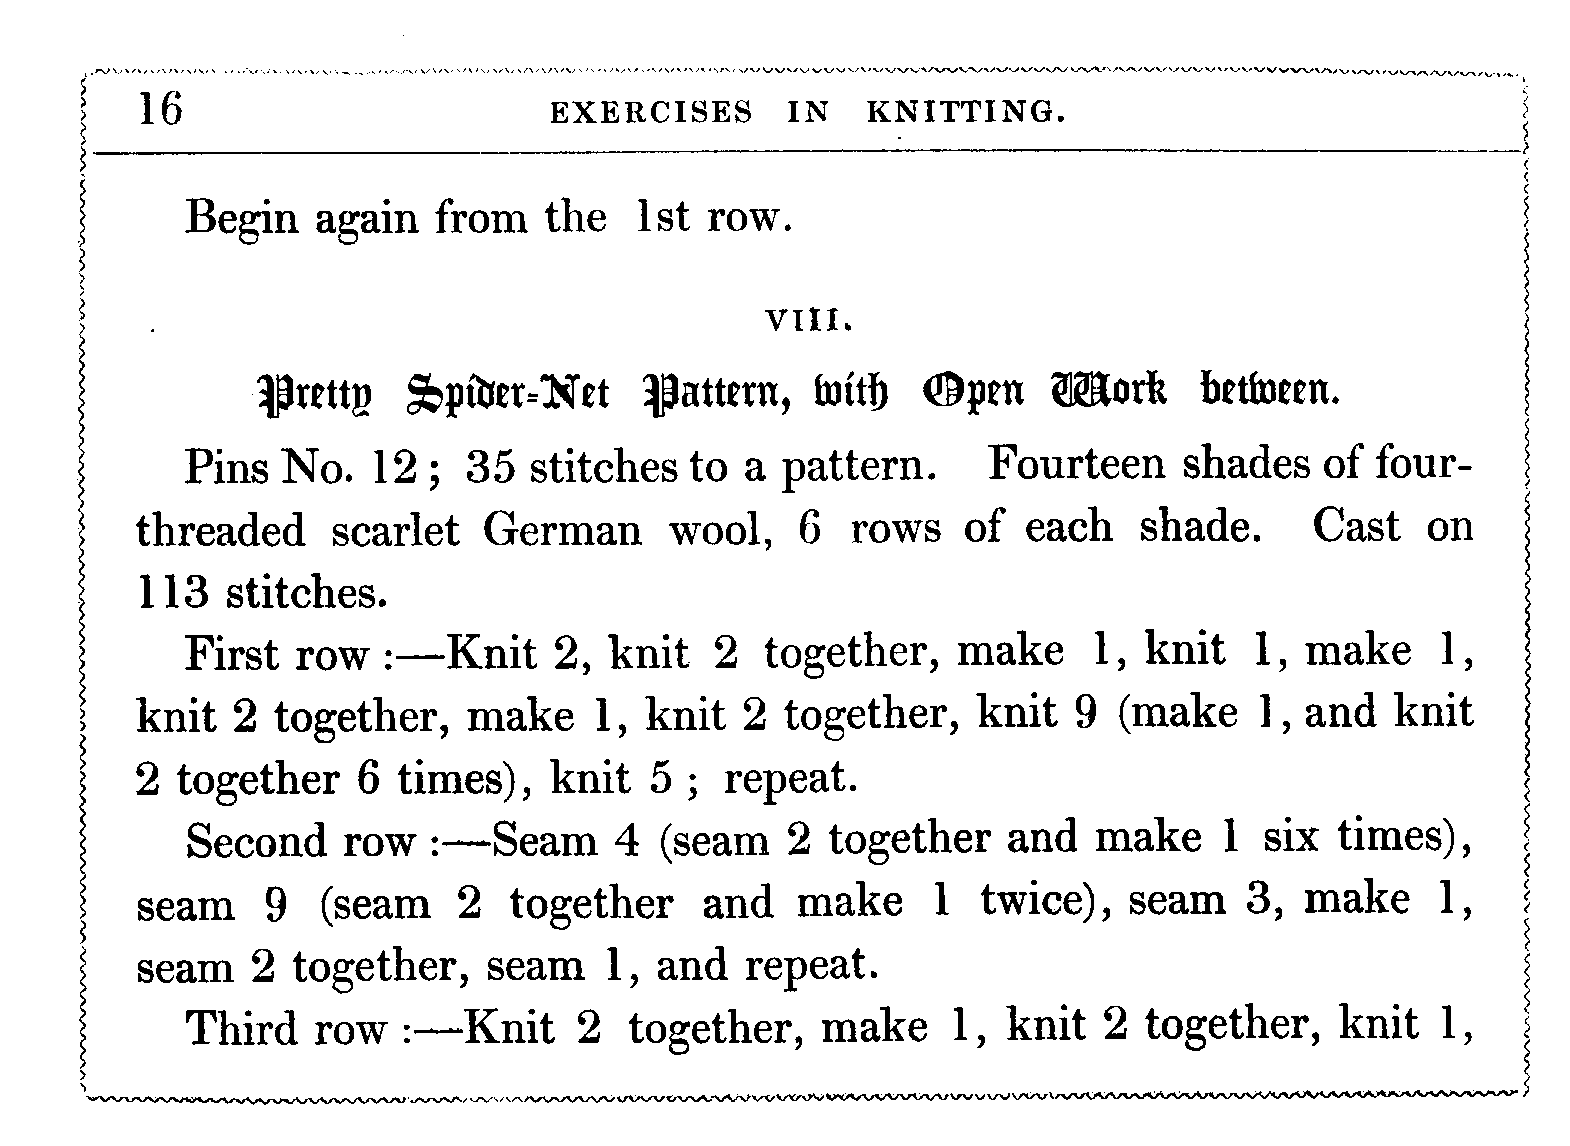 16 EXERCISES IN KNITTING.
Begin again from the 1st row.
VIII.
Pretty Spider-Net Pattern, with Open Work between.
Pins No. 12; 35 stitches to a pattern. Fourteen shades of four-
threaded scarlet German wool, 6 rows of each shade. Cast on
113 stitches.
First row:—Knit 2, knit 2 together, make 1, knit 1, make 1,
knit 2 together, make 1, knit 2 together, knit 9 (make 1, and knit
2 together 6 times), knit 5; repeat.
Second row:—Seam 4 (seam 2 together and make 1 six times),
seam 9 (seam 2 together and make 1 twice), seam 3, make 1,
seam 2 together, seam 1, and repeat.
Third row:—Knit 2 together, make 1, knit 2 together, knit 1,